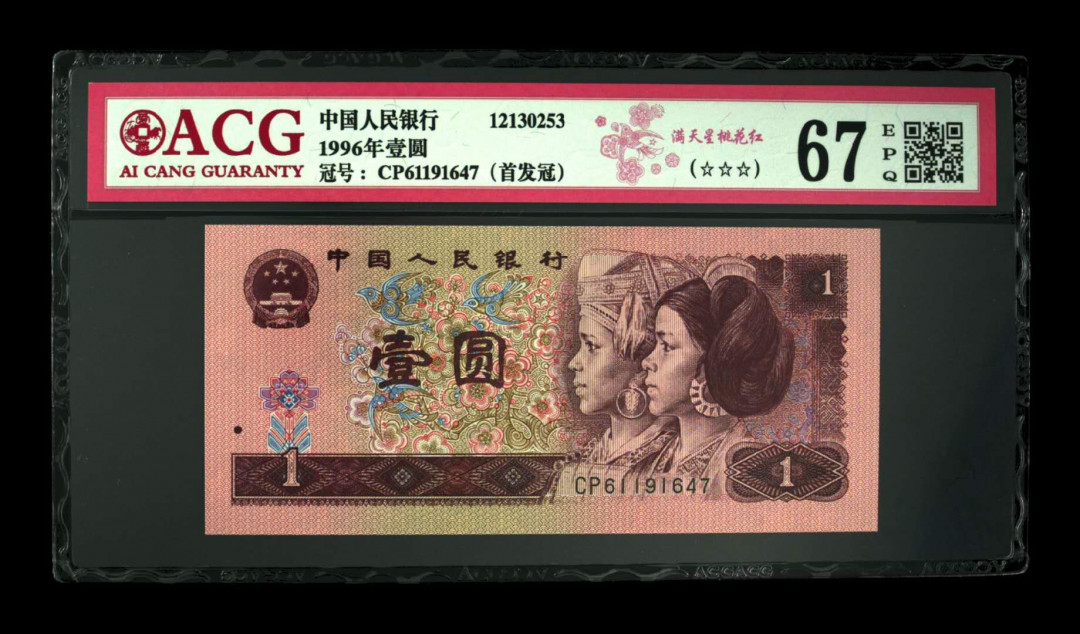 ACG
AI CANG GUARANTY
中国人民银行 12130253
1996年壹圆
冠号：CP61191647（首发冠）
满天星桃花红
(☆☆☆)
67
EPQ
中国人民银行
1
壹圆
1
1
CP61191647